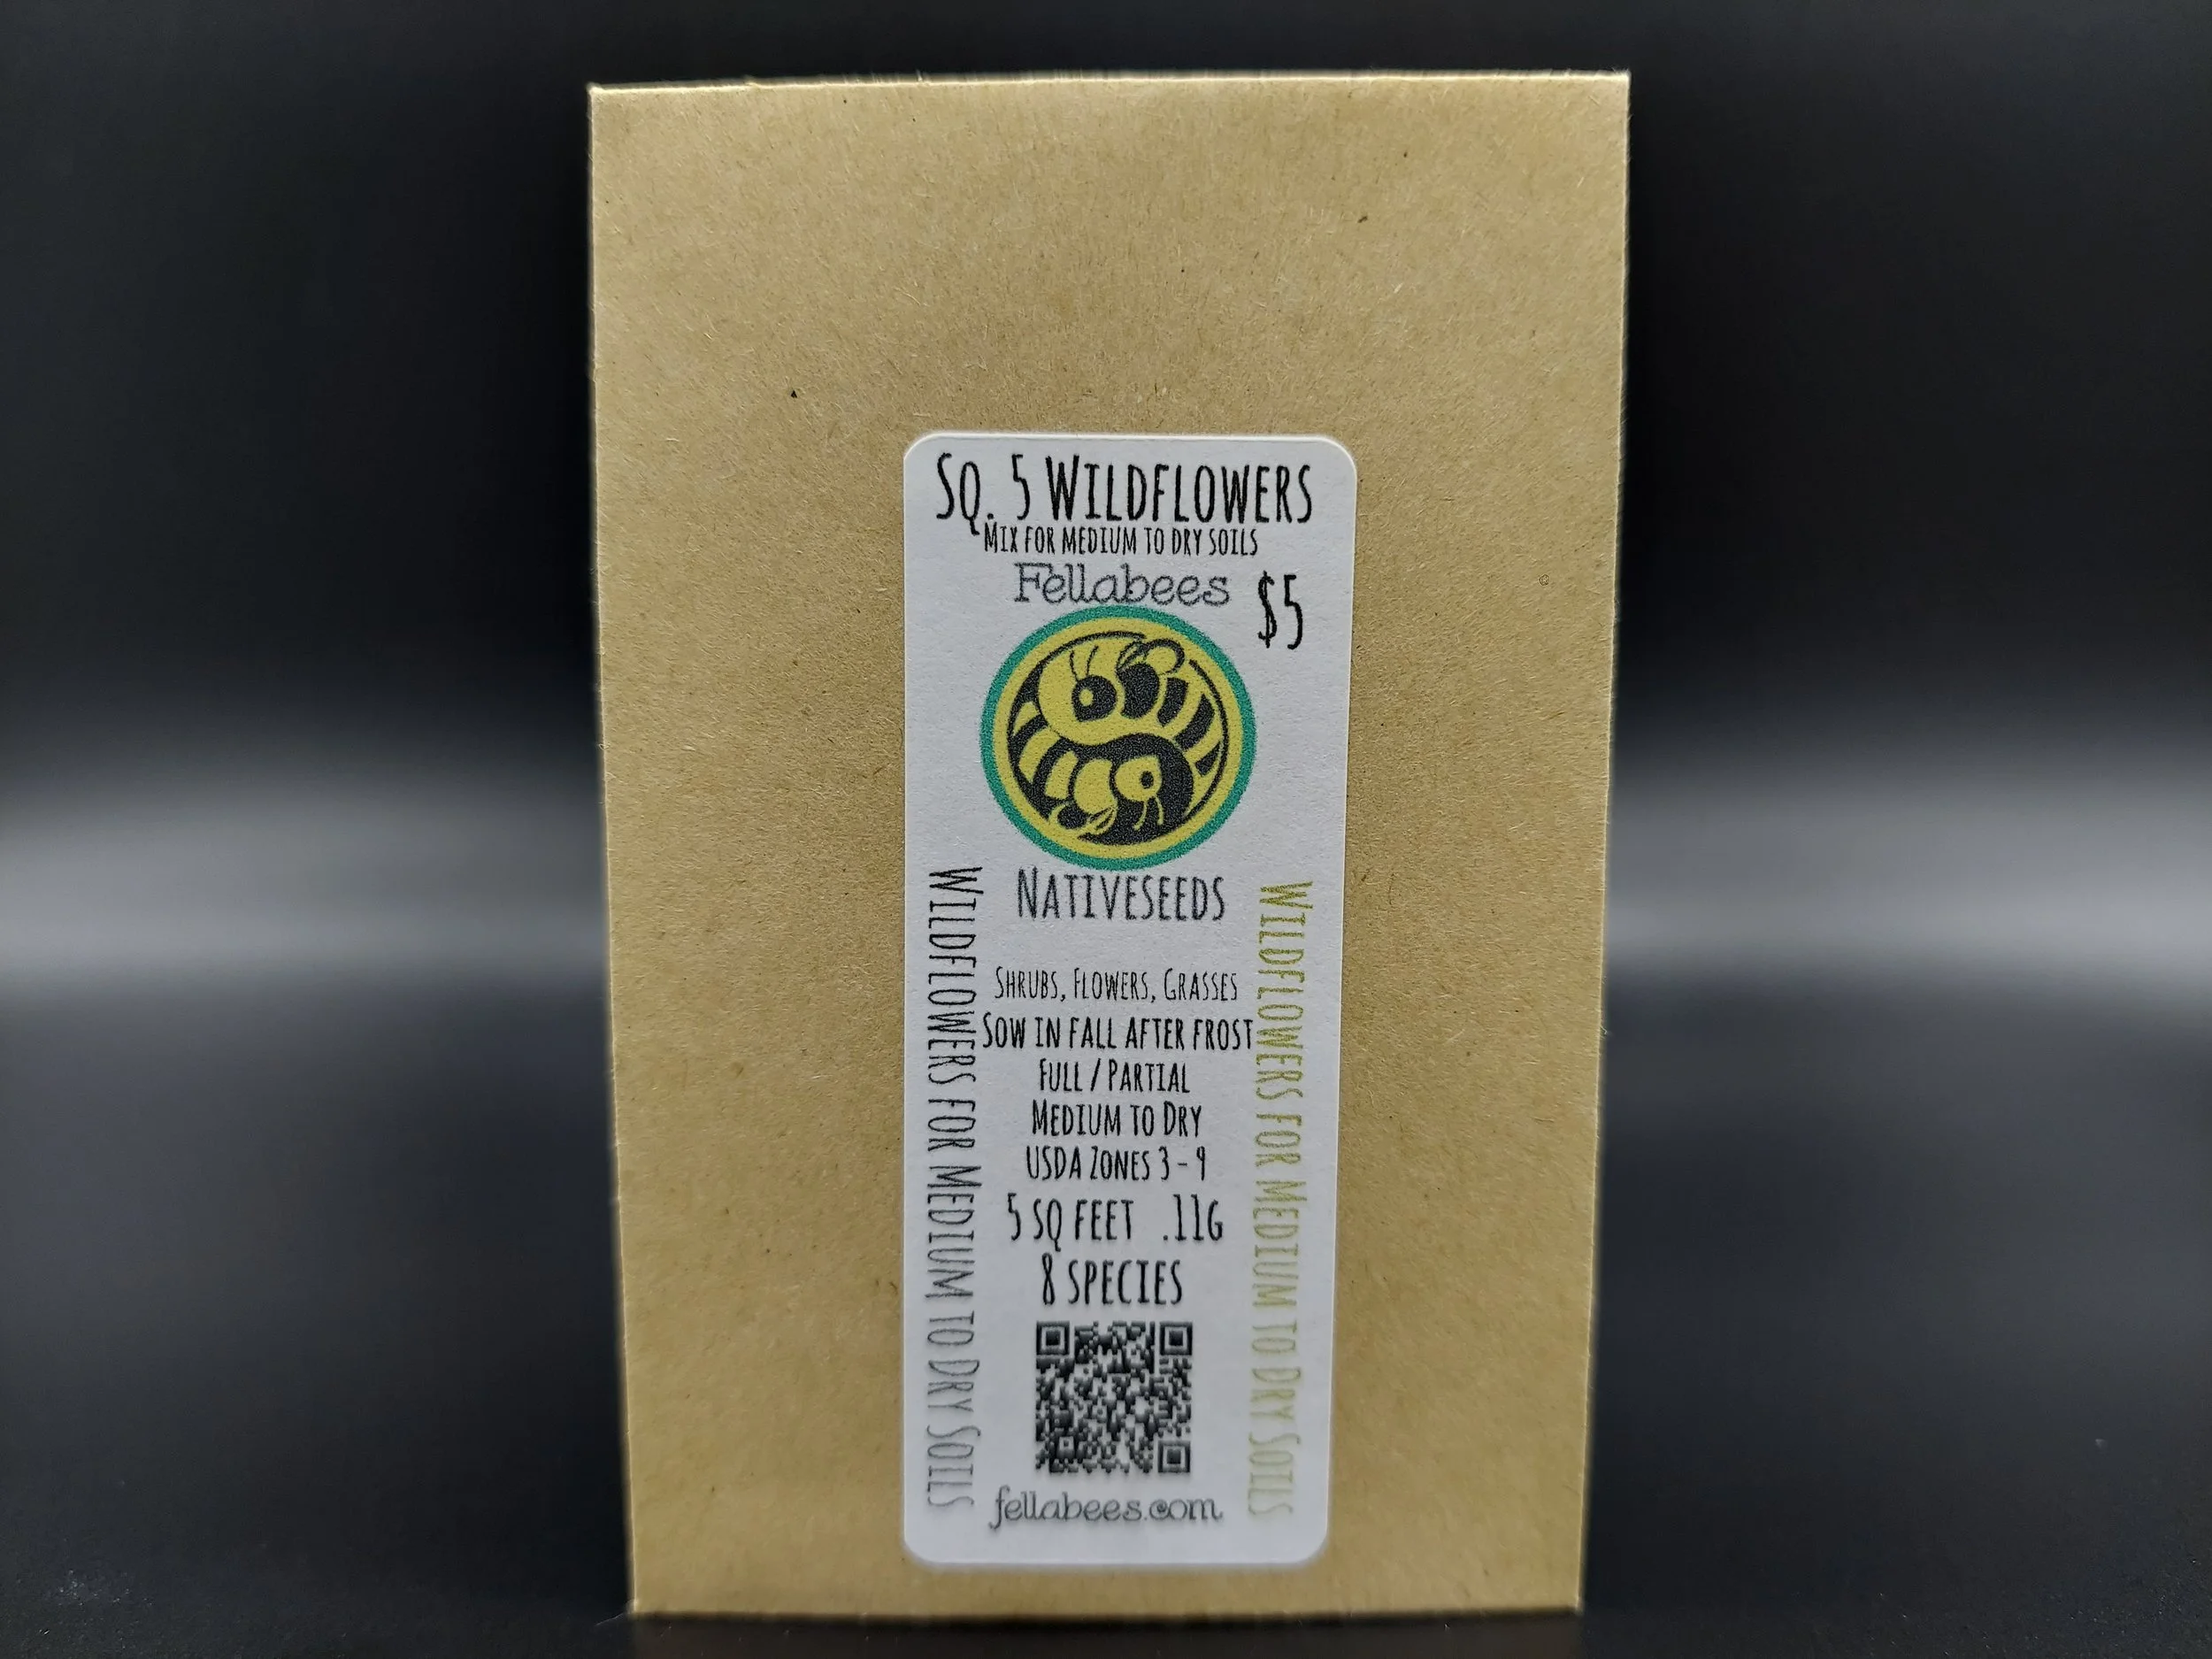 Sq. 5 Wildflowers
Mix for medium to dry soils
Fellabees
$5
Nativeseeds
Wildflowers for Medium to Dry Soils
Shrubs, Flowers, Grasses
Sow in fall after frost
Full / Partial
Medium to Dry
USDA Zones 3 - 9
5 sq feet .11g
8 species
fellabees.com
Wildflowers for Medium to Dry Soils